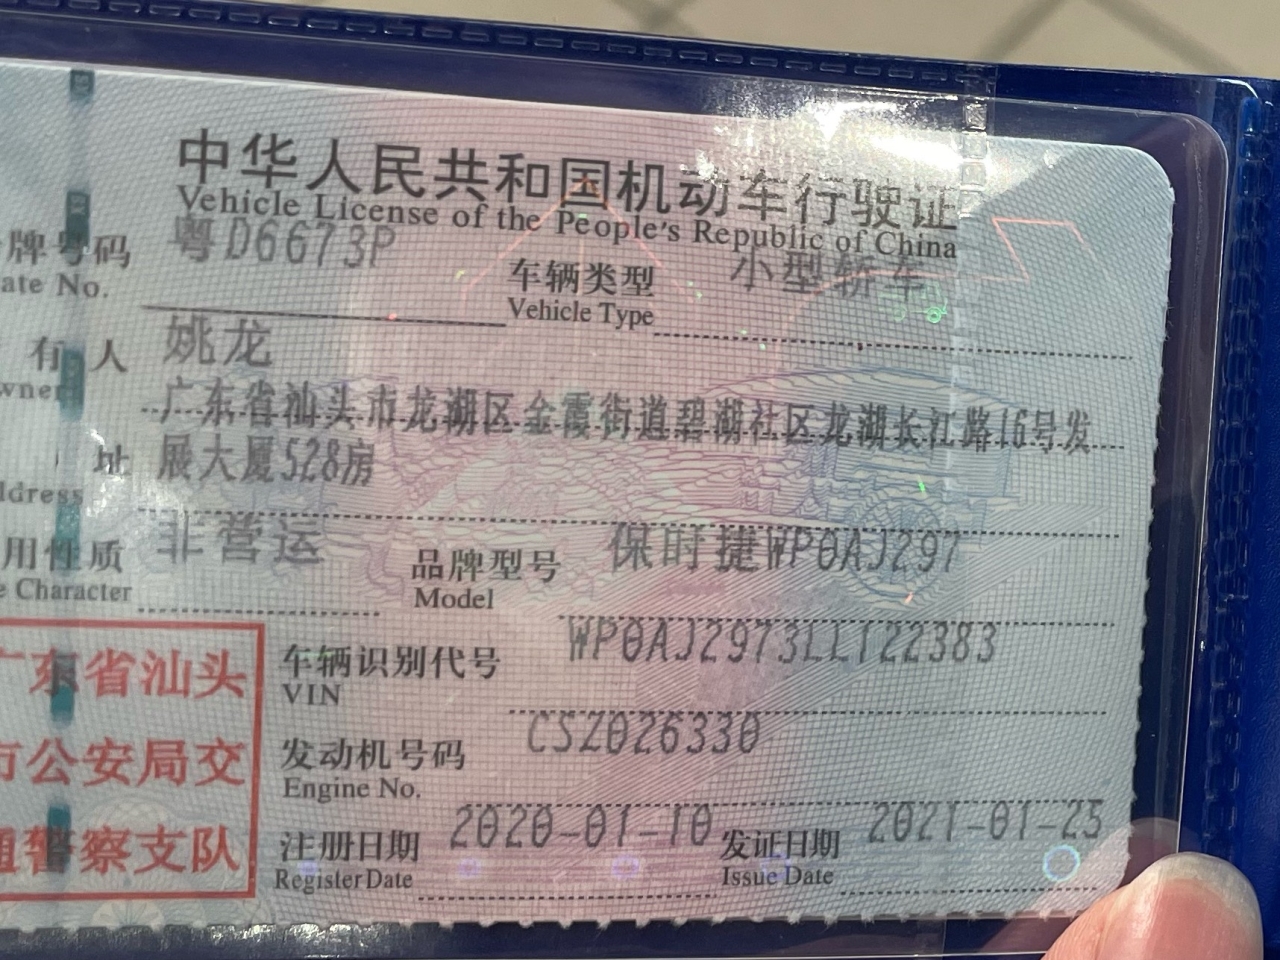 中华人民共和国机动车行驶证
Vehicle License of the People's Republic of China
牌号码 粤D6673P
ate No.
车辆类型 小型轿车
Vehicle Type
有人 姚龙
wner
广东省汕头市龙湖区金霞街道碧湖社区龙湖长江路16号发
址 展大厦528房
ddress
用性质 非营运
e Character
品牌型号 保时捷WP0AJ297
Model
车辆识别代号 WP0AJ2973LL122383
VIN
发动机号码 CSZ026330
Engine No.
注册日期 2020-01-10
Register Date
发证日期 2021-01-25
Issue Date
广东省汕头
市公安局交
通警察支队